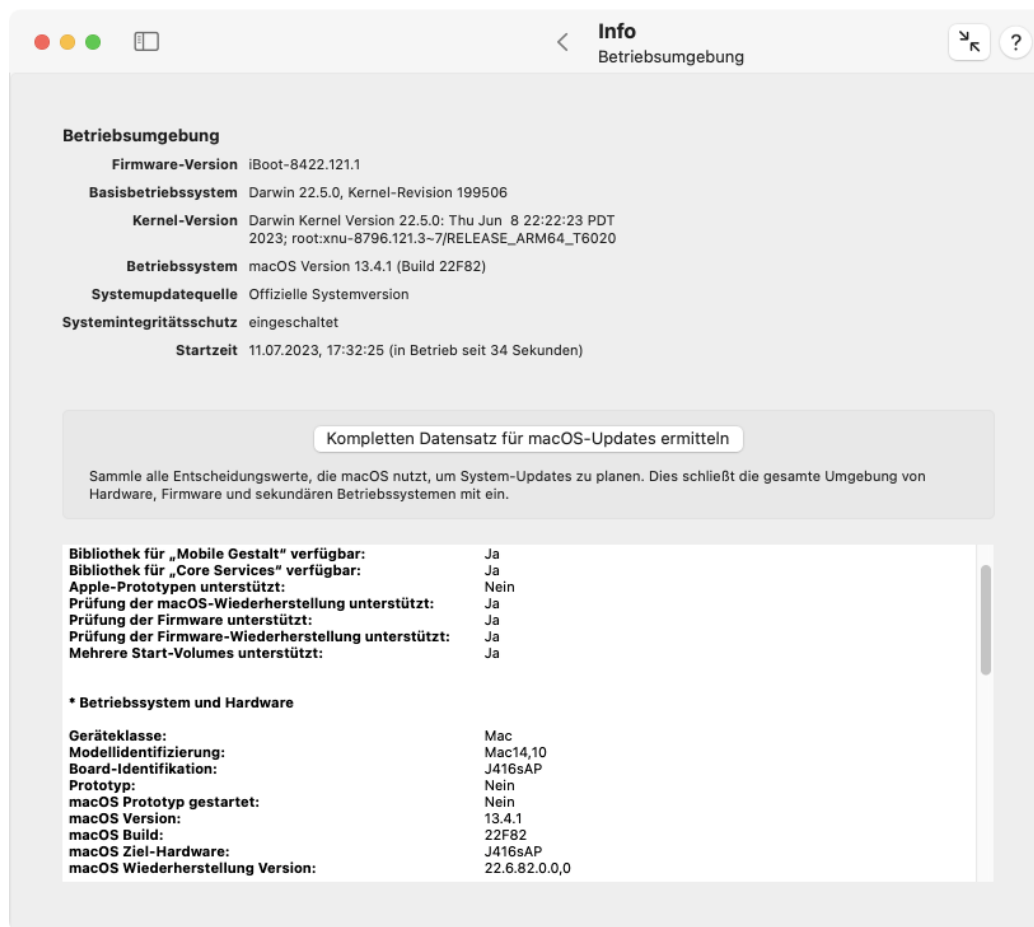 Info
Betriebsumgebung
?
Betriebsumgebung
Firmware-Version iBoot-8422.121.1
Basisbetriebssystem Darwin 22.5.0, Kernel-Revision 199506
Kernel-Version Darwin Kernel Version 22.5.0: Thu Jun 8 22:22:23 PDT
2023; root:xnu-8796.121.3~7/RELEASE_ARM64_T6020
Betriebssystem macOS Version 13.4.1 (Build 22F82)
Systemupdatequelle Offizielle Systemversion
Systemintegritätsschutz eingeschaltet
Startzeit 11.07.2023, 17:32:25 (in Betrieb seit 34 Sekunden)
Kompletten Datensatz für macOS-Updates ermitteln
Sammle alle Entscheidungswerte, die macOS nutzt, um System-Updates zu planen. Dies schließt die gesamte Umgebung von
Hardware, Firmware und sekundären Betriebssystemen mit ein.
Bibliothek für „Mobile Gestalt“ verfügbar: Ja
Bibliothek für „Core Services“ verfügbar: Ja
Apple-Prototypen unterstützt: Nein
Prüfung der macOS-Wiederherstellung unterstützt: Ja
Prüfung der Firmware unterstützt: Ja
Prüfung der Firmware-Wiederherstellung unterstützt: Ja
Mehrere Start-Volumes unterstützt: Ja
* Betriebssystem und Hardware
Geräteklasse: Mac
Modellidentifizierung: Mac14,10
Board-Identifikation: J416sAP
Prototyp: Nein
macOS Prototyp gestartet: Nein
macOS Version: 13.4.1
macOS Build: 22F82
macOS Ziel-Hardware: J416sAP
macOS Wiederherstellung Version: 22.6.82.0.0,0